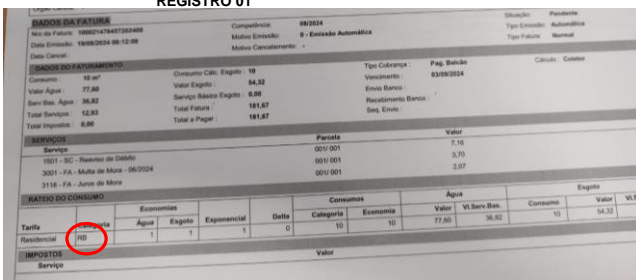 REGISTRO 01
DADOS DA FATURA
Nro da Fatura: Competência: 08/2024 Situação: Pendente
Data Emissão: 19/08/2024 08:12:08 Motivo Emissão: 0 - Emissão Automática Tipo Emissão: Automática
Data Cancel.: Motivo Cancelamento: - Tipo Fatura: Normal
DADOS DO FATURAMENTO
Consumo : 10 m³ Consumo Cálc. Esgoto : 10 Tipo Cobrança : Pag. Balcão Cálculo : Coletor
Valor Água : 77,60 Valor Esgoto : 54,32 Vencimento : 03/09/2024
Serv Bas. Água : 36,82 Serviço Básico Esgoto : 0,00 Envio Banco :
Total Serviços : 12,93 Total Fatura : 181,67 Recebimento Banco :
Total Impostos : 0,00 Total a Pagar : 181,67 Seq. Envio :
SERVIÇOS
Serviço Parcela Valor
1501 - SC - Reaviso de Débito 001/ 001 7,16
3001 - FA - Multa de Mora - 06/2024 001/ 001 3,70
3118 - FA - Juros de Mora 001/ 001 2,07
RATEIO DO CONSUMO
Economias Consumos Água Esgoto
Tarifa Categoria Água Esgoto Exponancial Delta Categoria Economia Valor Vl.Serv.Bas. Consumo Valor
Residencial RB 1 1 1 0 10 10 77,60 36,82 10 54,32
IMPOSTOS
Serviço Valor